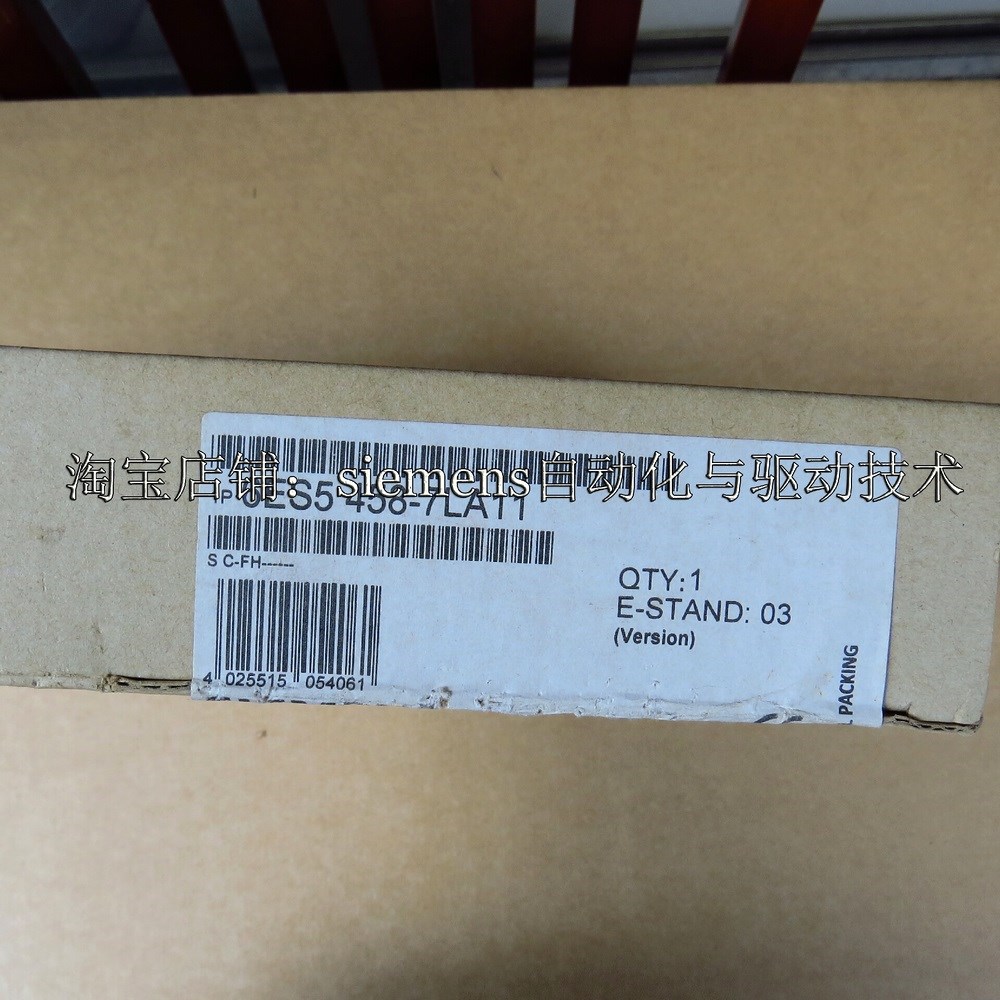 淘宝店铺：siemens自动化与驱动技术
1P 6ES5 458-7LA11
S C-FH------
QTY:1
E-STAND: 03
(Version)
4 025515 054061
PACKING